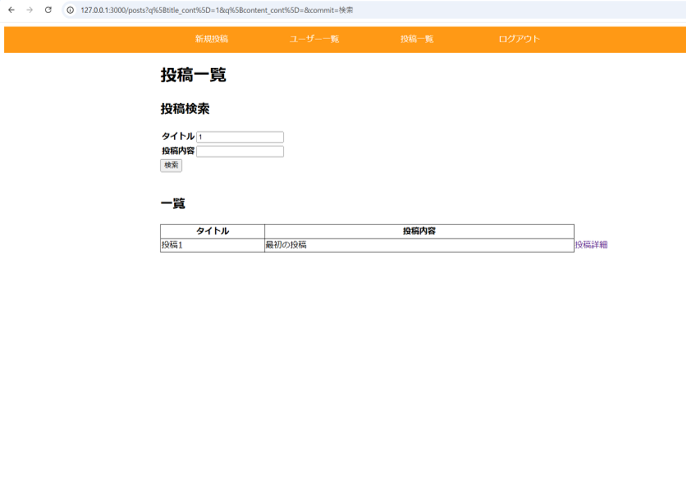 127.0.0.1:3000/posts?q%5Btitle_cont%5D=1&q%5Bcontent_cont%5D=&commit=検索
新規投稿 ユーザー一覧 投稿一覧 ログアウト
投稿一覧
投稿検索
タイトル 1
投稿内容
検索
一覧
タイトル 投稿内容
投稿1 最初の投稿 投稿詳細